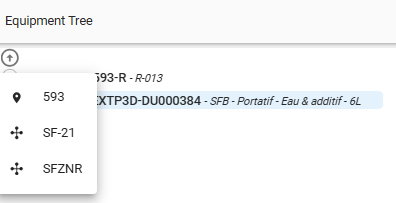 Equipment Tree
593-R - R-013
EXTP3D-DU000384 - SFB - Portatif - Eau & additif - 6L
593
SF-21
SFZNR